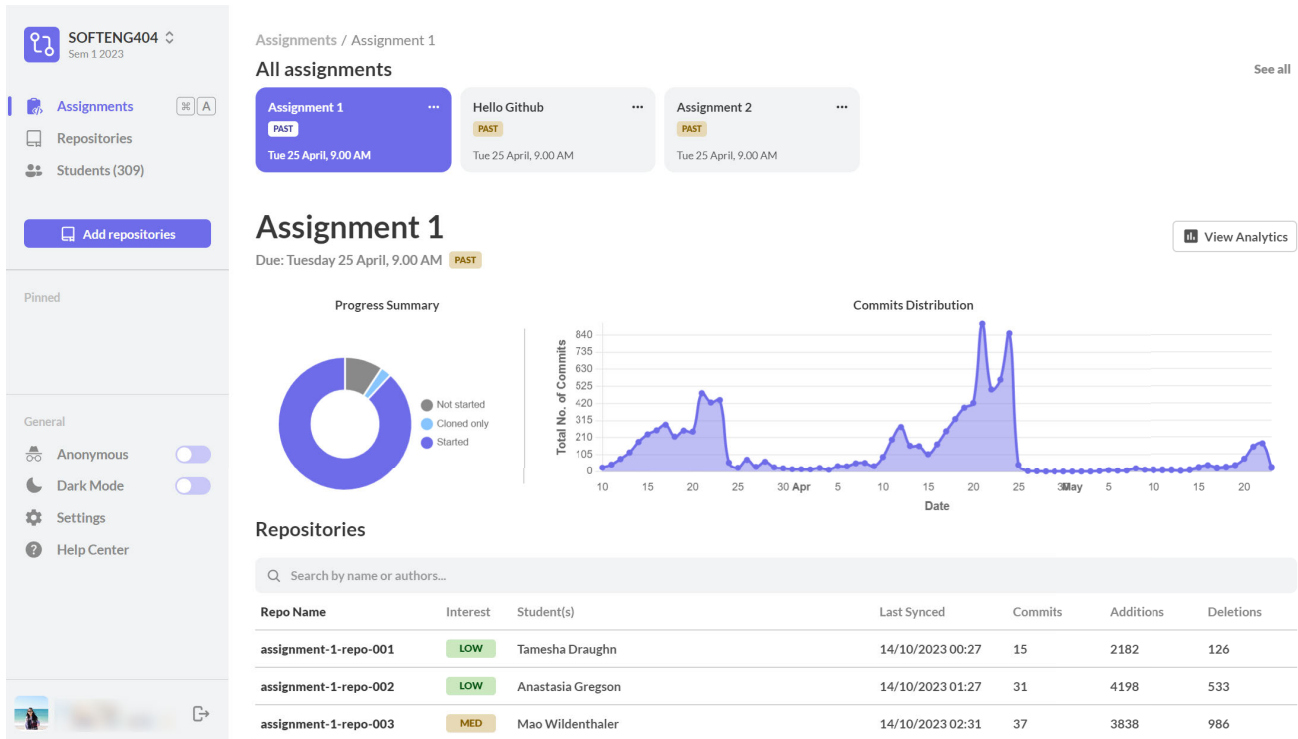 SOFTENG404
Sem 1 2023
Assignments ⌘ A
Repositories
Students (309)
Add repositories
Pinned
General
Anonymous
Dark Mode
Settings
Help Center
Assignments / Assignment 1
All assignments
See all
Assignment 1 ...
PAST
Tue 25 April, 9.00 AM
Hello Github ...
PAST
Tue 25 April, 9.00 AM
Assignment 2 ...
PAST
Tue 25 April, 9.00 AM
Assignment 1
View Analytics
Due: Tuesday 25 April, 9.00 AM PAST
Progress Summary
Not started
Cloned only
Started
Commits Distribution
Total No. of Commits
840
735
630
525
420
315
210
105
0
10 15 20 25 30 Apr 5 10 15 20 25 30 May 5 10 15 20
Date
Repositories
Search by name or authors...
Repo Name Interest Student(s) Last Synced Commits Additions Deletions
assignment-1-repo-001 LOW Tamesha Draughn 14/10/2023 00:27 15 2182 126
assignment-1-repo-002 LOW Anastasia Gregson 14/10/2023 01:27 31 4198 533
assignment-1-repo-003 MED Mao Wildenthaler 14/10/2023 02:31 37 3838 986